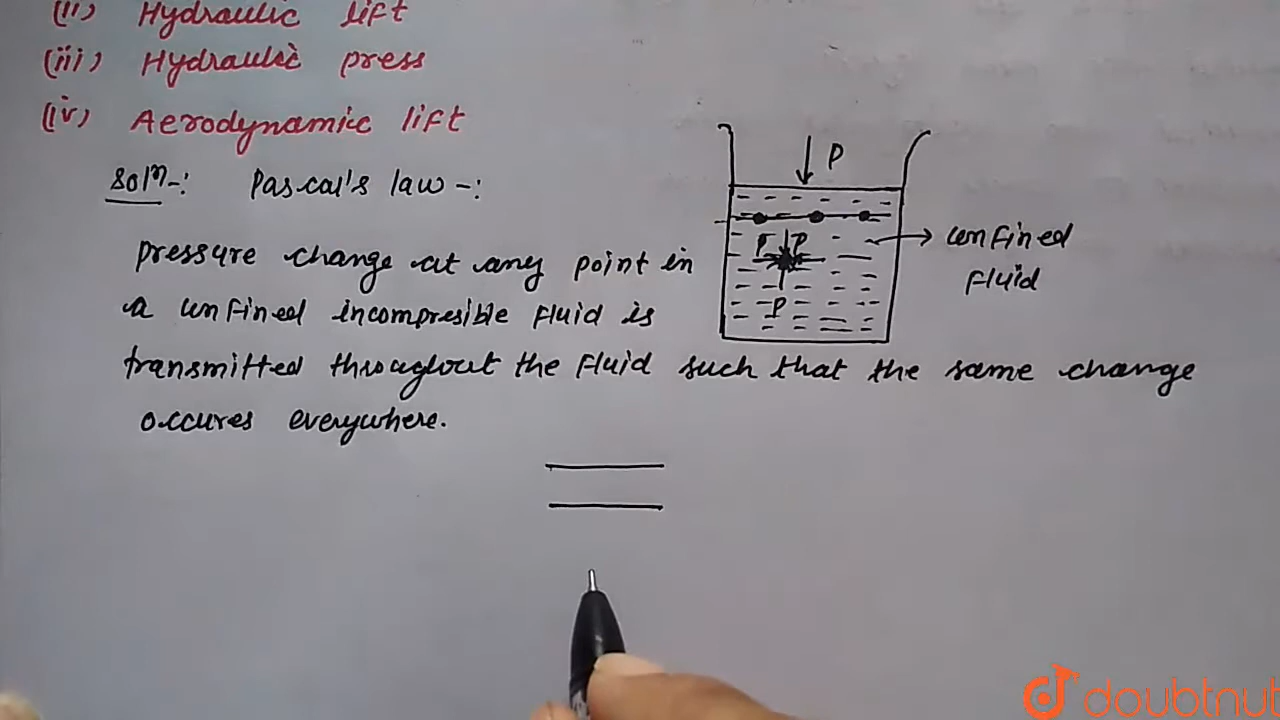 (ii) Hydraulic lift
(iii) Hydraulic press
(iv) Aerodynamic lift
Solⁿ-: Pascal's law -:
P
pressure change at any point in
a confined incompresible fluid is
transmitted throughout the fluid such that the same change
occures everywhere.
P P
P
confined
fluid
doubtnut